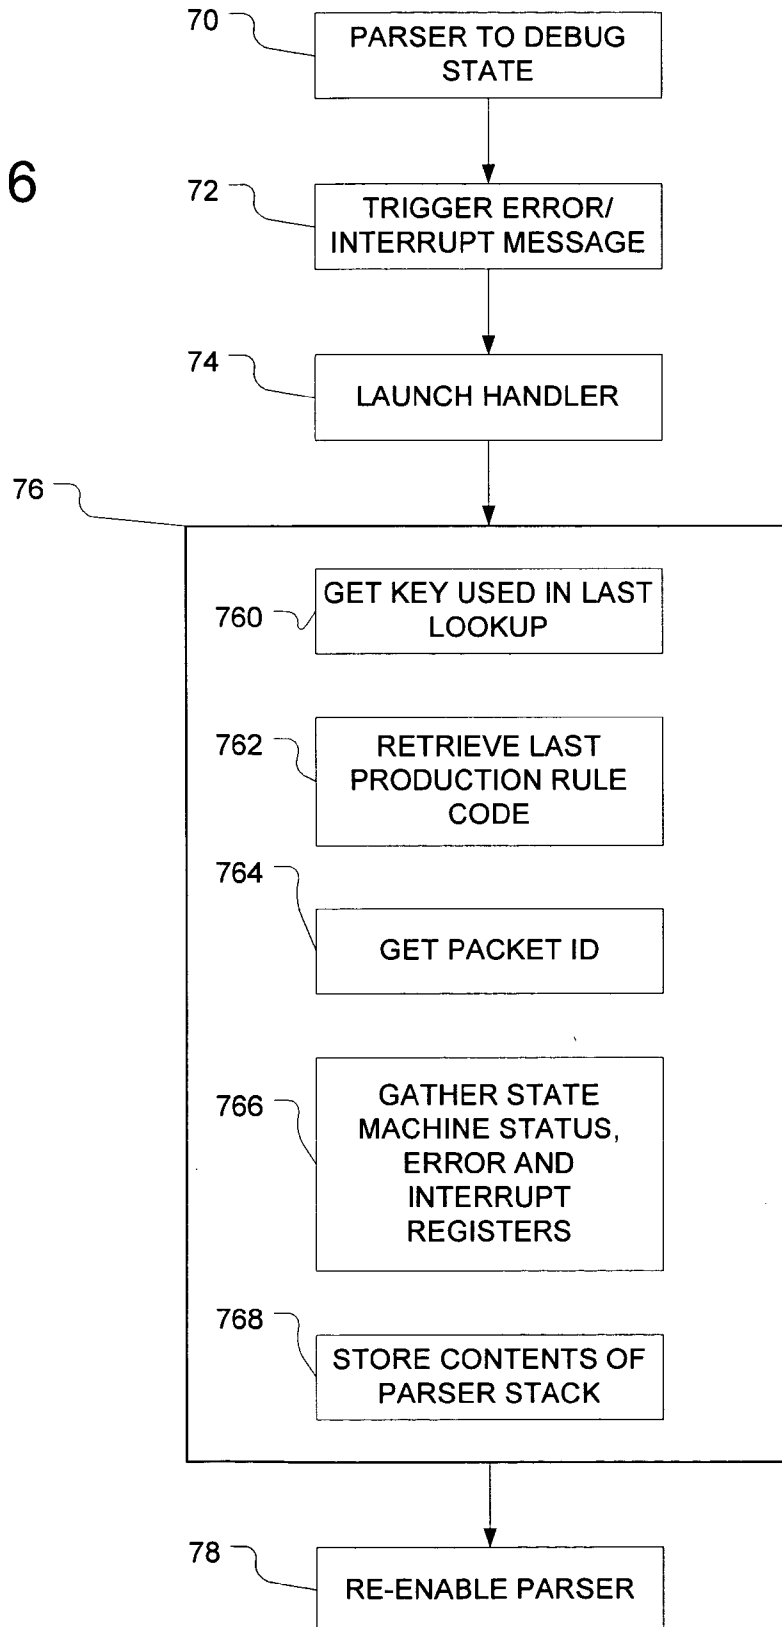 70
PARSER TO DEBUG
STATE
6
72
TRIGGER ERROR/
INTERRUPT MESSAGE
74
LAUNCH HANDLER
76
760
GET KEY USED IN LAST
LOOKUP
762
RETRIEVE LAST
PRODUCTION RULE
CODE
764
GET PACKET ID
766
GATHER STATE
MACHINE STATUS,
ERROR AND
INTERRUPT
REGISTERS
768
STORE CONTENTS OF
PARSER STACK
78
RE-ENABLE PARSER